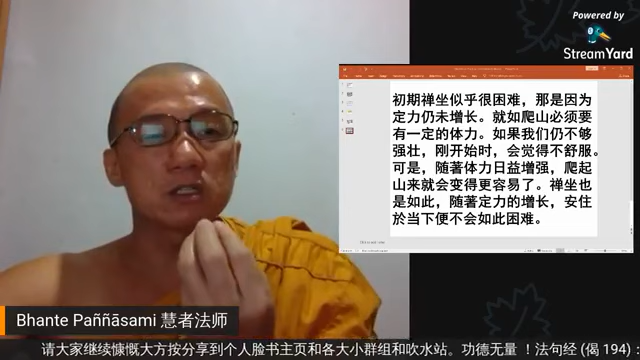 Powered by
StreamYard
初期禅坐似乎很困难，那是因为
定力仍未增长。就如爬山必须要
有一定的体力。如果我们仍不够
强壮，刚开始时，会觉得不舒服。
可是，随著体力日益增强，爬起
山来就会变得更容易了。禅坐也
是如此，随著定力的增长，安住
於当下便不会如此困难。
Bhante Paññāsami 慧者法师
请大家继续慷慨大方按分享到个人脸书主页和各大小群组和吹水站。功德无量 ！法句经 (偈 194) :